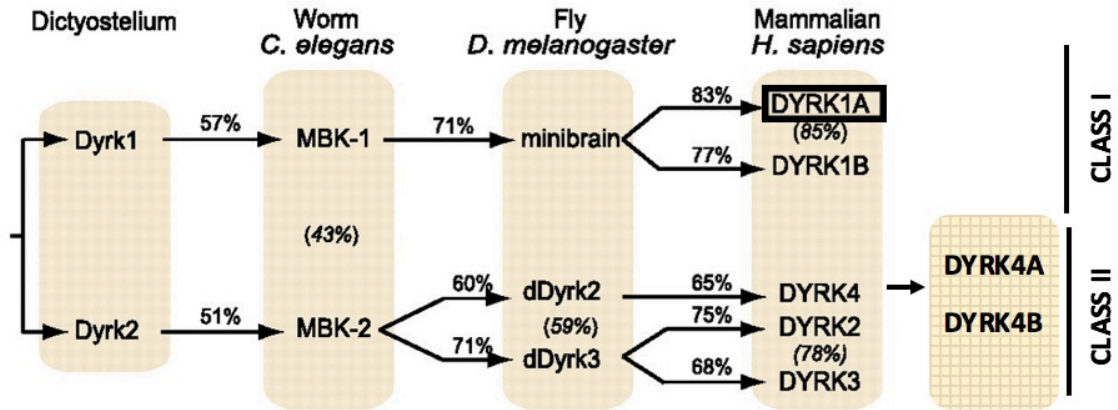 Dictyostelium
Worm
C. elegans
Fly
D. melanogaster
Mammalian
H. sapiens
Dyrk1
57%
MBK-1
71%
minibrain
83%
DYRK1A
(85%)
77%
DYRK1B
CLASS I
(43%)
Dyrk2
51%
MBK-2
60%
dDyrk2
65%
DYRK4
(59%)
75%
DYRK2
71%
dDyrk3
(78%)
68%
DYRK3
DYRK4A
DYRK4B
CLASS II